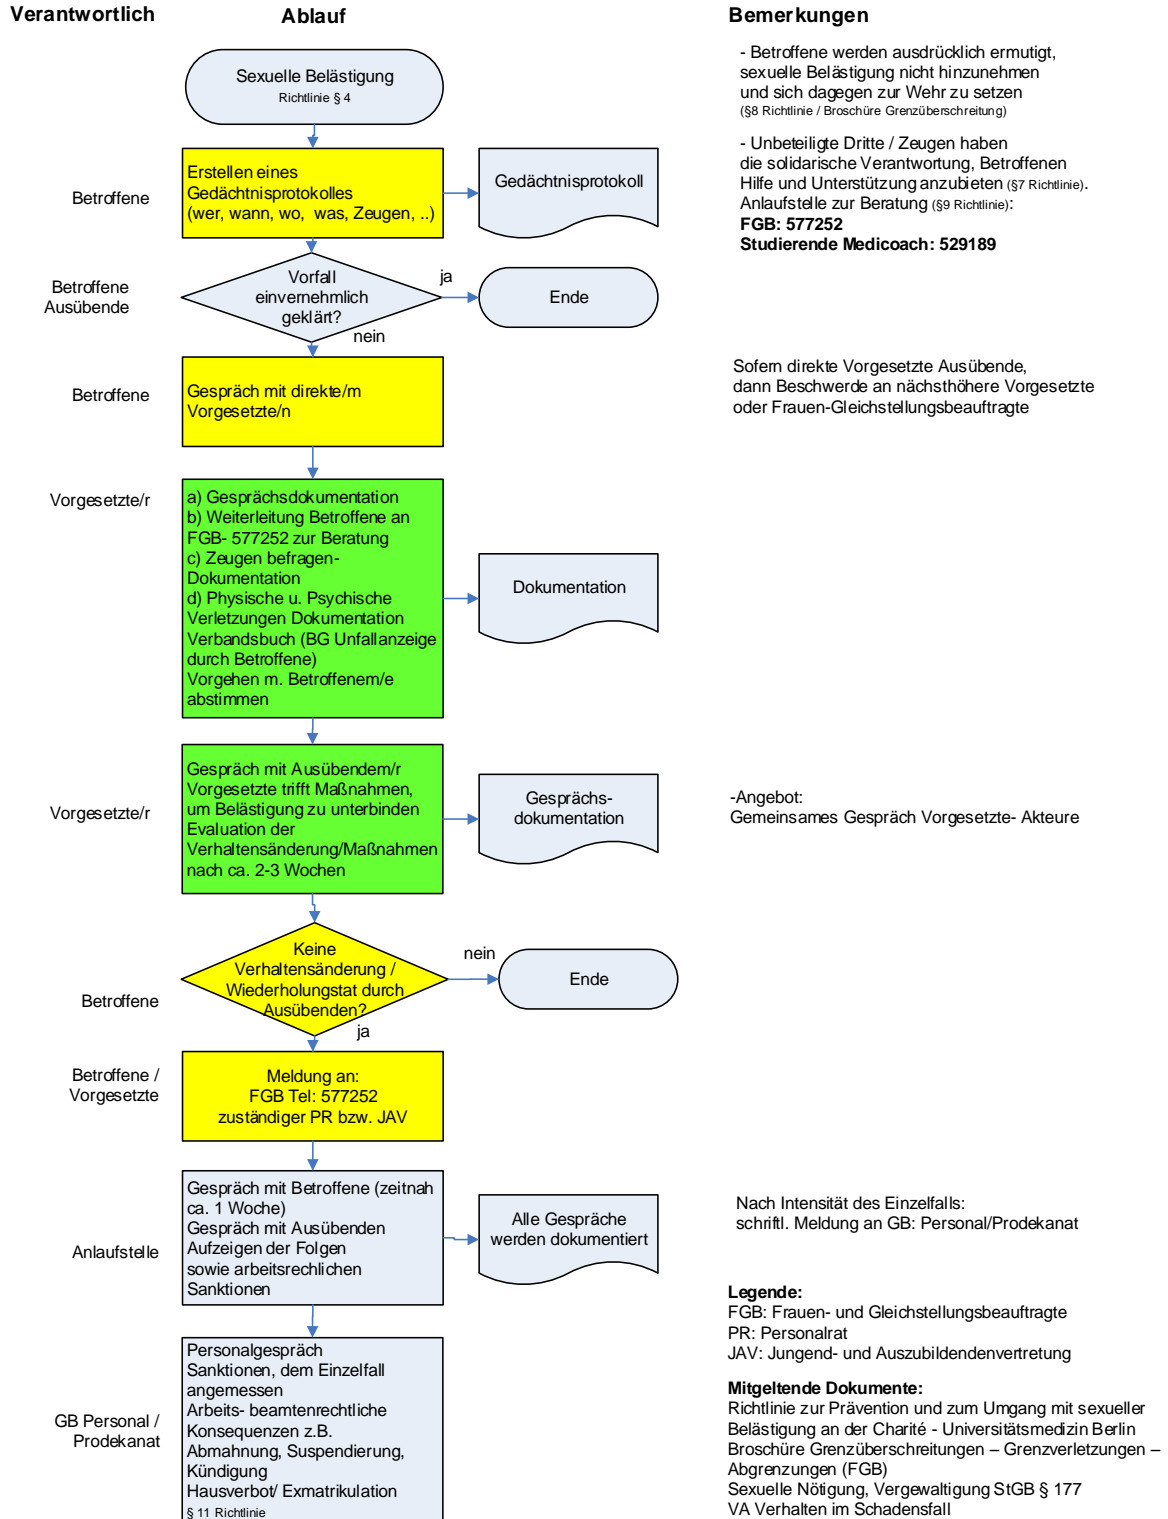 Verantwortlich
Ablauf
Bemerkungen
Sexuelle Belästigung
Richtlinie § 4
- Betroffene werden ausdrücklich ermutigt,
sexuelle Belästigung nicht hinzunehmen
und sich dagegen zur Wehr zu setzen
(§8 Richtlinie / Broschüre Grenzüberschreitung)
- Unbeteiligte Dritte / Zeugen haben
die solidarische Verantwortung, Betroffenen
Hilfe und Unterstützung anzubieten (§7 Richtlinie).
Anlaufstelle zur Beratung (§9 Richtlinie):
FGB: 577252
Studierende Medicoach: 529189
Betroffene
Erstellen eines
Gedächtnisprotokolles
(wer, wann, wo, was, Zeugen, ..)
Gedächtnisprotokoll
Betroffene
Ausübende
Vorfall
einvernehmlich
geklärt?
ja
Ende
nein
Betroffene
Gespräch mit direkte/m
Vorgesetzte/n
Sofern direkte Vorgesetzte Ausübende,
dann Beschwerde an nächsthöhere Vorgesetzte
oder Frauen-Gleichstellungsbeauftragte
Vorgesetzte/r
a) Gesprächsdokumentation
b) Weiterleitung Betroffene an
FGB- 577252 zur Beratung
c) Zeugen befragen-
Dokumentation
d) Physische u. Psychische
Verletzungen Dokumentation
Verbandsbuch (BG Unfallanzeige
durch Betroffene)
Vorgehen m. Betroffenem/e
abstimmen
Dokumentation
Vorgesetzte/r
Gespräch mit Ausübendem/r
Vorgesetzte trifft Maßnahmen,
um Belästigung zu unterbinden
Evaluation der
Verhaltensänderung/Maßnahmen
nach ca. 2-3 Wochen
Gesprächs-
dokumentation
-Angebot:
Gemeinsames Gespräch Vorgesetzte- Akteure
Betroffene
Keine
Verhaltensänderung /
Wiederholungstat durch
Ausübenden?
nein
Ende
ja
Betroffene /
Vorgesetzte
Meldung an:
FGB Tel: 577252
zuständiger PR bzw. JAV
Anlaufstelle
Gespräch mit Betroffene (zeitnah
ca. 1 Woche)
Gespräch mit Ausübenden
Aufzeigen der Folgen
sowie arbeitsrechlichen
Sanktionen
Alle Gespräche
werden dokumentiert
Nach Intensität des Einzelfalls:
schriftl. Meldung an GB: Personal/Prodekanat
Legende:
FGB: Frauen- und Gleichstellungsbeauftragte
PR: Personalrat
JAV: Jungend- und Auszubildendenvertretung
GB Personal /
Prodekanat
Personalgespräch
Sanktionen, dem Einzelfall
angemessen
Arbeits- beamtenrechtliche
Konsequenzen z.B.
Abmahnung, Suspendierung,
Kündigung
Hausverbot/ Exmatrikulation
§ 11 Richtlinie
Mitgeltende Dokumente:
Richtlinie zur Prävention und zum Umgang mit sexueller
Belästigung an der Charité - Universitätsmedizin Berlin
Broschüre Grenzüberschreitungen – Grenzverletzungen –
Abgrenzungen (FGB)
Sexuelle Nötigung, Vergewaltigung StGB § 177
VA Verhalten im Schadensfall